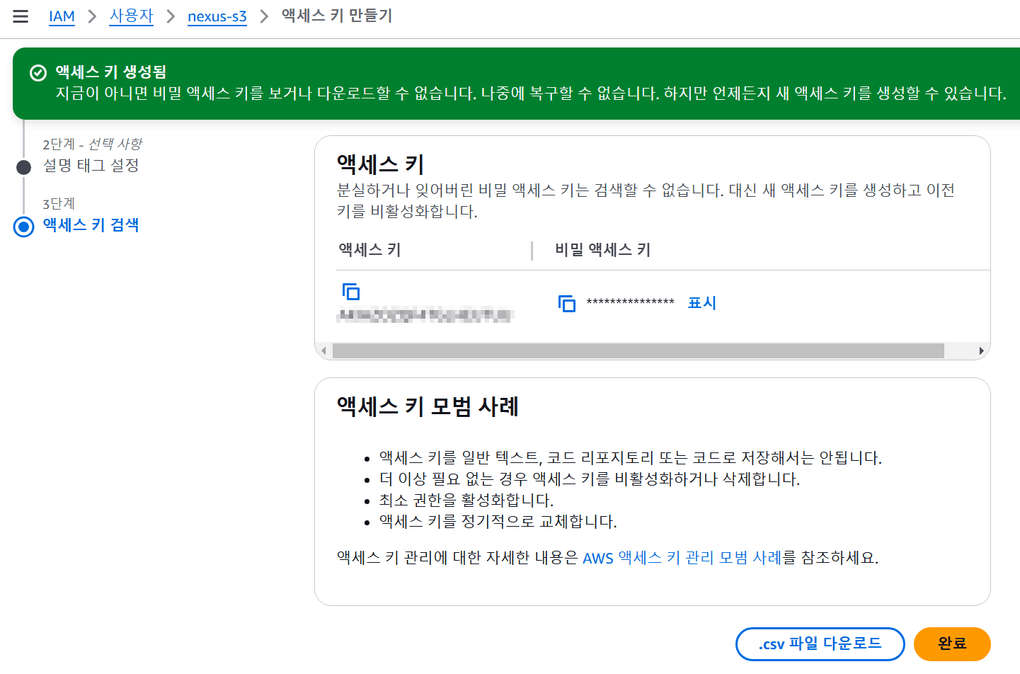 IAM > 사용자 > nexus-s3 > 액세스 키 만들기
액세스 키 생성됨
지금이 아니면 비밀 액세스 키를 보거나 다운로드할 수 없습니다. 나중에 복구할 수 없습니다. 하지만 언제든지 새 액세스 키를 생성할 수 있습니다.
2단계 - 선택 사항
설명 태그 설정
3단계
액세스 키 검색
액세스 키
분실하거나 잊어버린 비밀 액세스 키는 검색할 수 없습니다. 대신 새 액세스 키를 생성하고 이전
키를 비활성화합니다.
액세스 키 | 비밀 액세스 키
*************** 표시
액세스 키 모범 사례
• 액세스 키를 일반 텍스트, 코드 리포지토리 또는 코드로 저장해서는 안됩니다.
• 더 이상 필요 없는 경우 액세스 키를 비활성화하거나 삭제합니다.
• 최소 권한을 활성화합니다.
• 액세스 키를 정기적으로 교체합니다.
액세스 키 관리에 대한 자세한 내용은 AWS 액세스 키 관리 모범 사례를 참조하세요.
.csv 파일 다운로드 완료